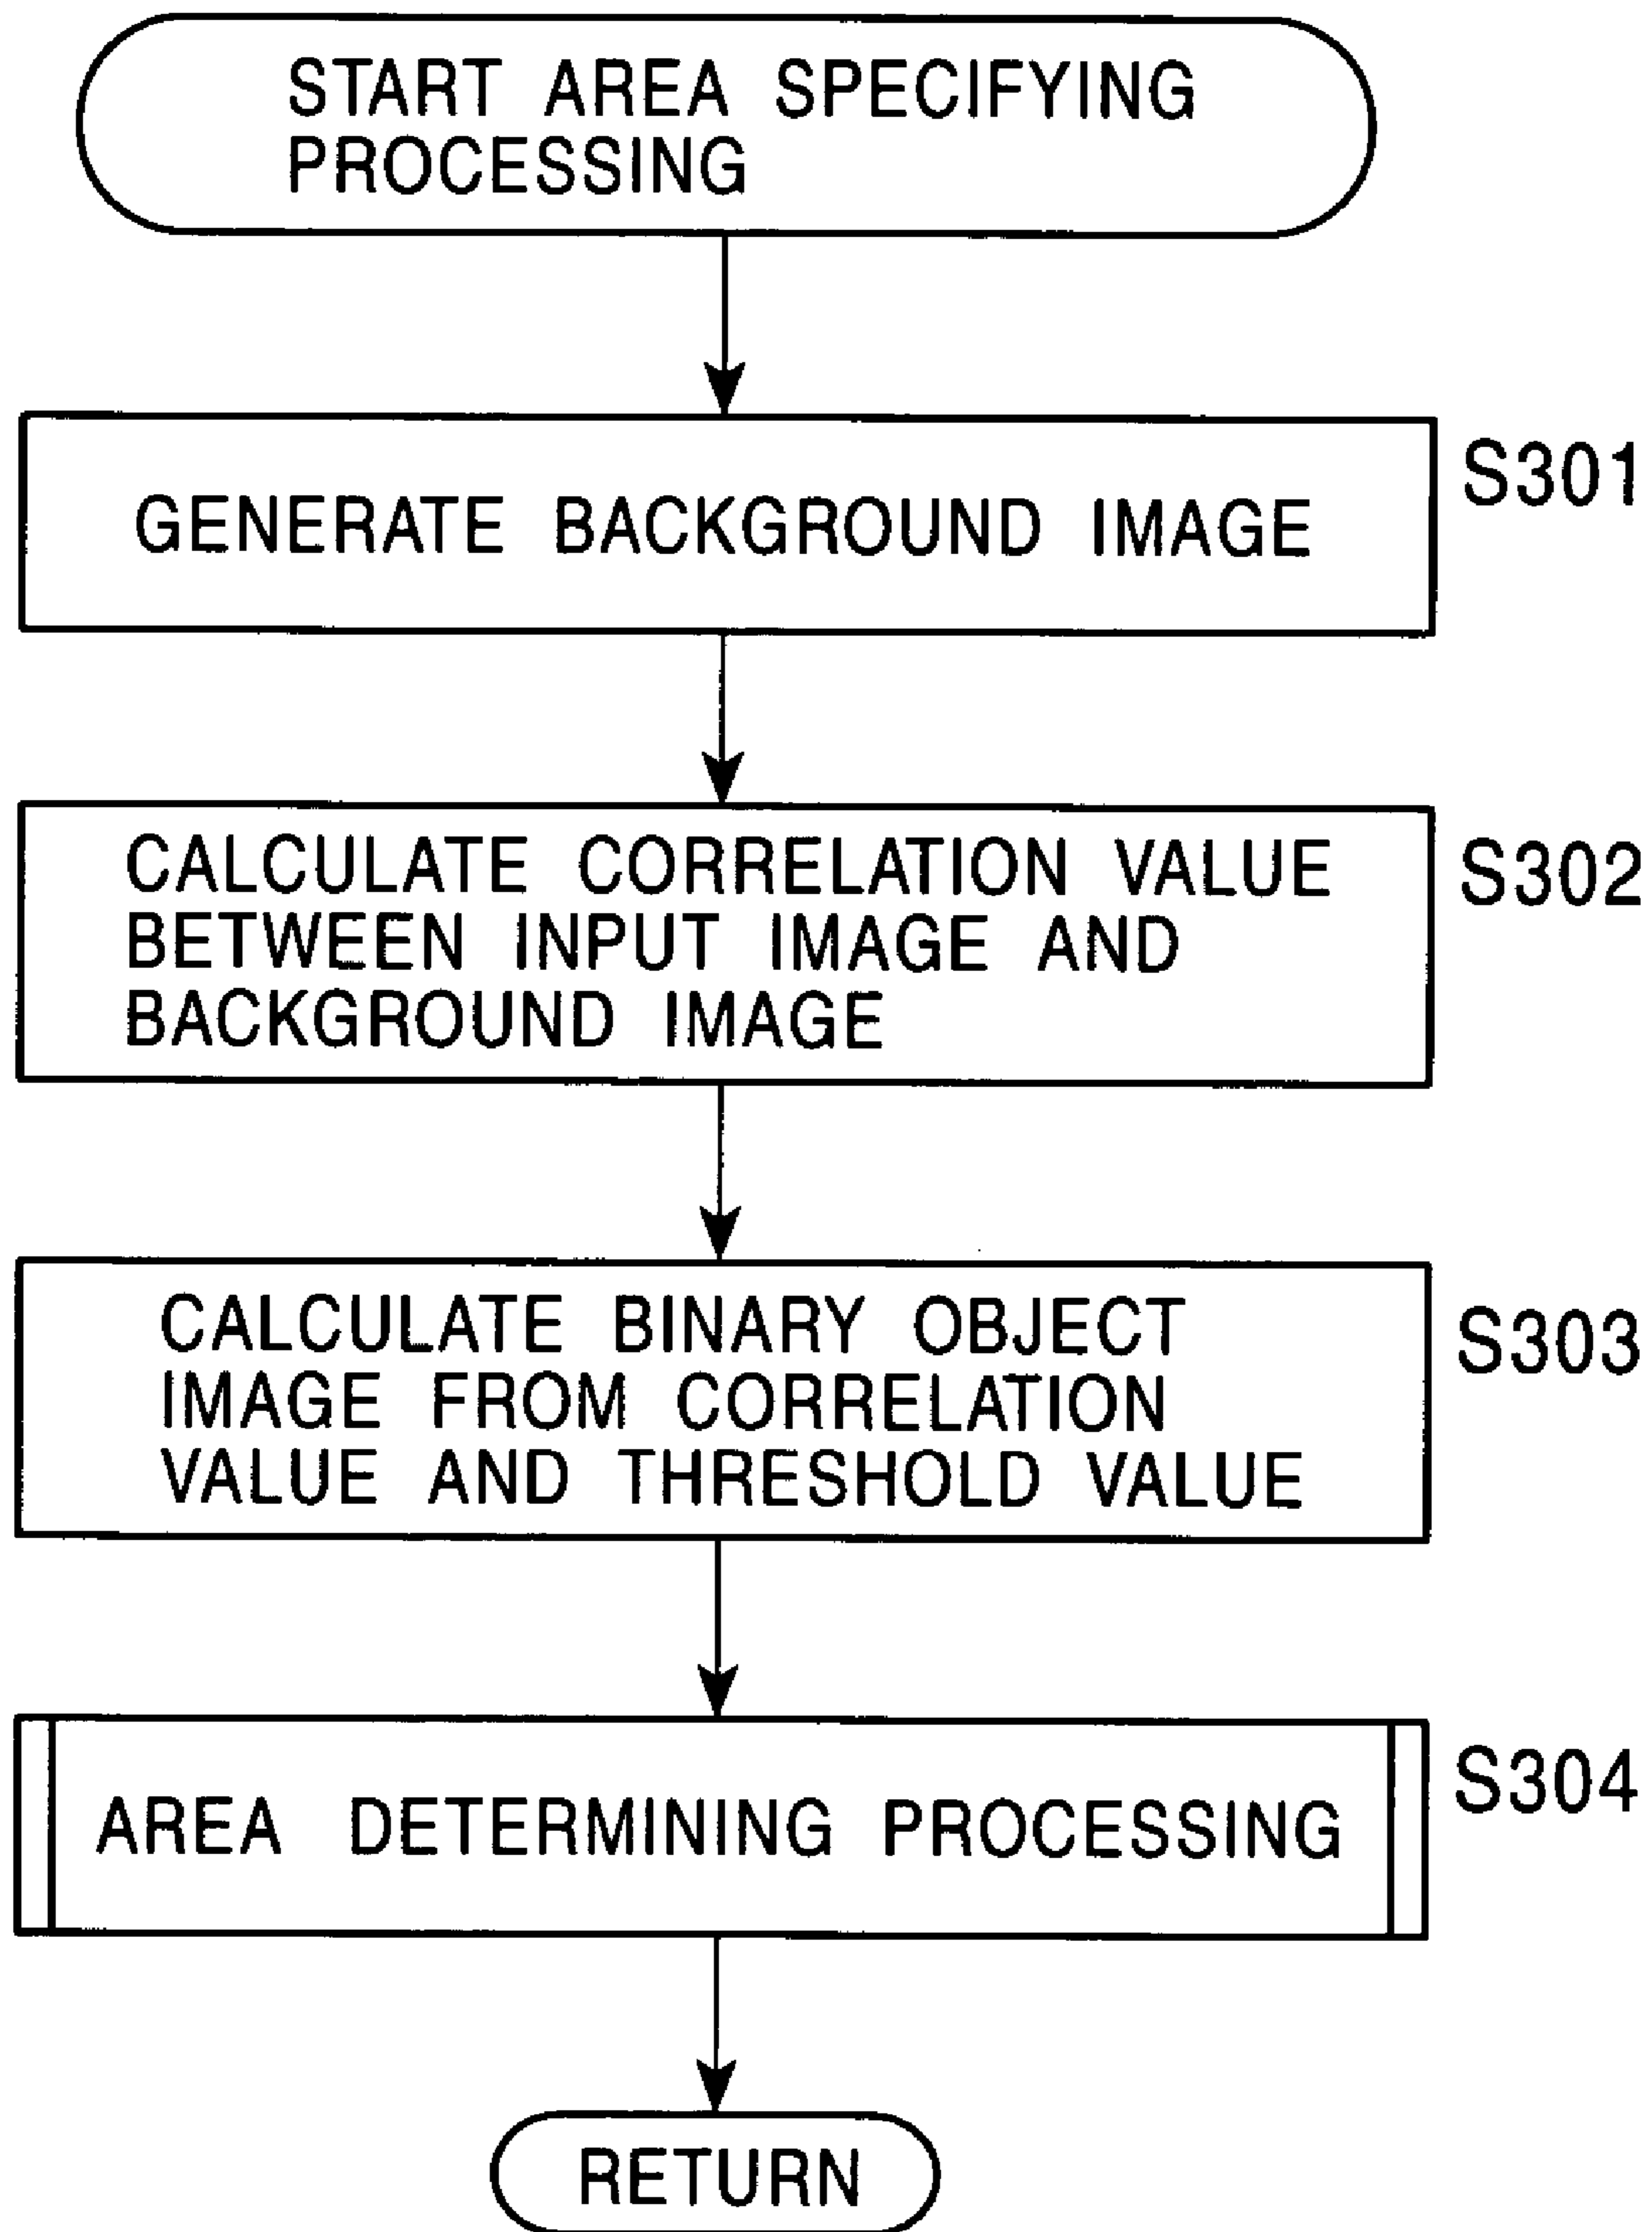 START AREA SPECIFYING
PROCESSING
GENERATE BACKGROUND IMAGE
S301
CALCULATE CORRELATION VALUE
BETWEEN INPUT IMAGE AND
BACKGROUND IMAGE
S302
CALCULATE BINARY OBJECT
IMAGE FROM CORRELATION
VALUE AND THRESHOLD VALUE
S303
AREA DETERMINING PROCESSING
S304
RETURN